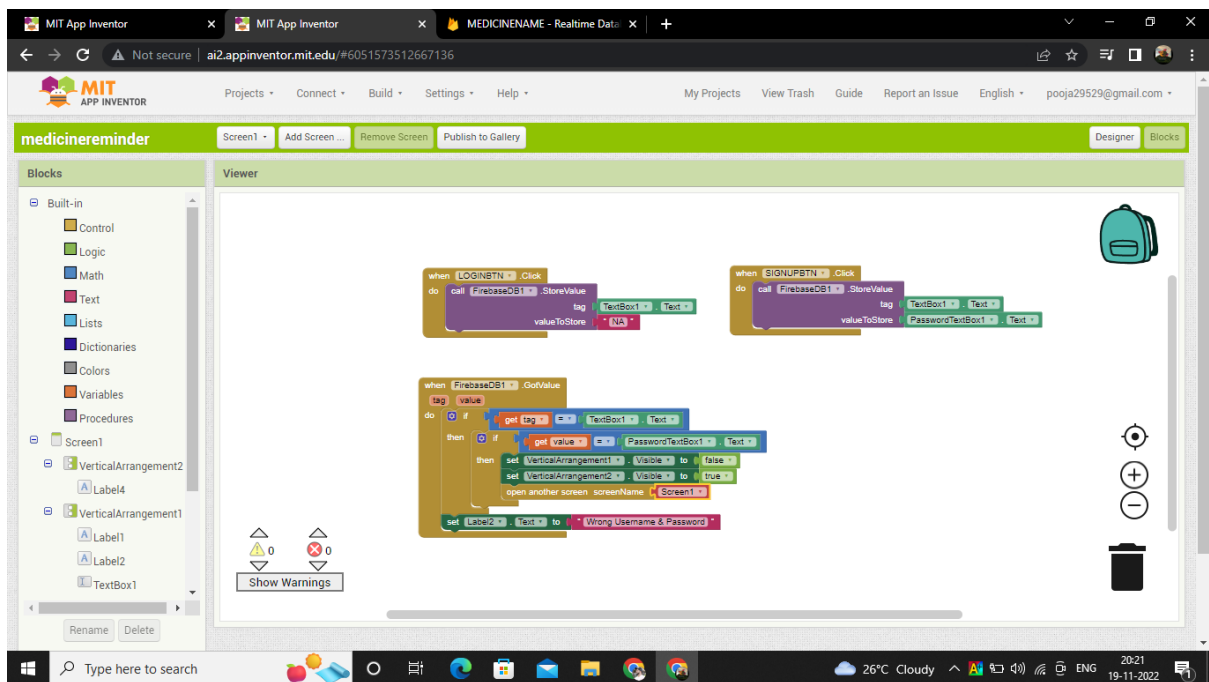 MIT App Inventor
MIT App Inventor
MEDICINENAME - Realtime Data
Not secure | ai2.appinventor.mit.edu/#6051573512667136
MIT
APP INVENTOR
Projects Connect Build Settings Help My Projects View Trash Guide Report an Issue English pooja29529@gmail.com
medicinereminder Screen1 Add Screen ... Remove Screen Publish to Gallery Designer Blocks
Blocks
Viewer
Built-in
Control
Logic
Math
Text
Lists
Dictionaries
Colors
Variables
Procedures
Screen1
VerticalArrangement2
Label4
VerticalArrangement1
Label1
Label2
TextBox1
Rename Delete
when LOGINBTN .Click
do call FirebaseDB1 .StoreValue
tag TextBox1 . Text
valueToStore " NA "
when SIGNUPBTN .Click
do call FirebaseDB1 .StoreValue
tag TextBox1 . Text
valueToStore PasswordTextBox1 . Text
when FirebaseDB1 .GotValue
tag value
do if get tag = TextBox1 . Text
then if get value = PasswordTextBox1 . Text
then set VerticalArrangement1 . Visible to false
set VerticalArrangement2 . Visible to true
open another screen screenName Screen1
set Label2 . Text to " Wrong Username & Password "
0 0
Show Warnings
Type here to search
26°C Cloudy
ENG
20:21
19-11-2022
1